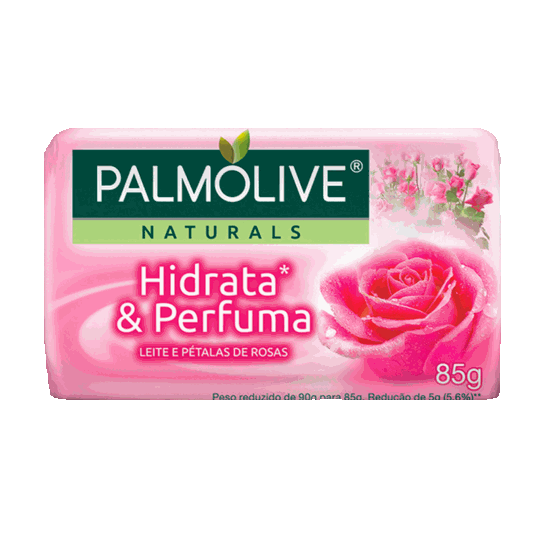 PALMOLIVE®
NATURALS
Hidrata*
& Perfuma
LEITE E PÉTALAS DE ROSAS
85g
Peso reduzido de 90g para 85g. Redução de 5g (5,6%)**